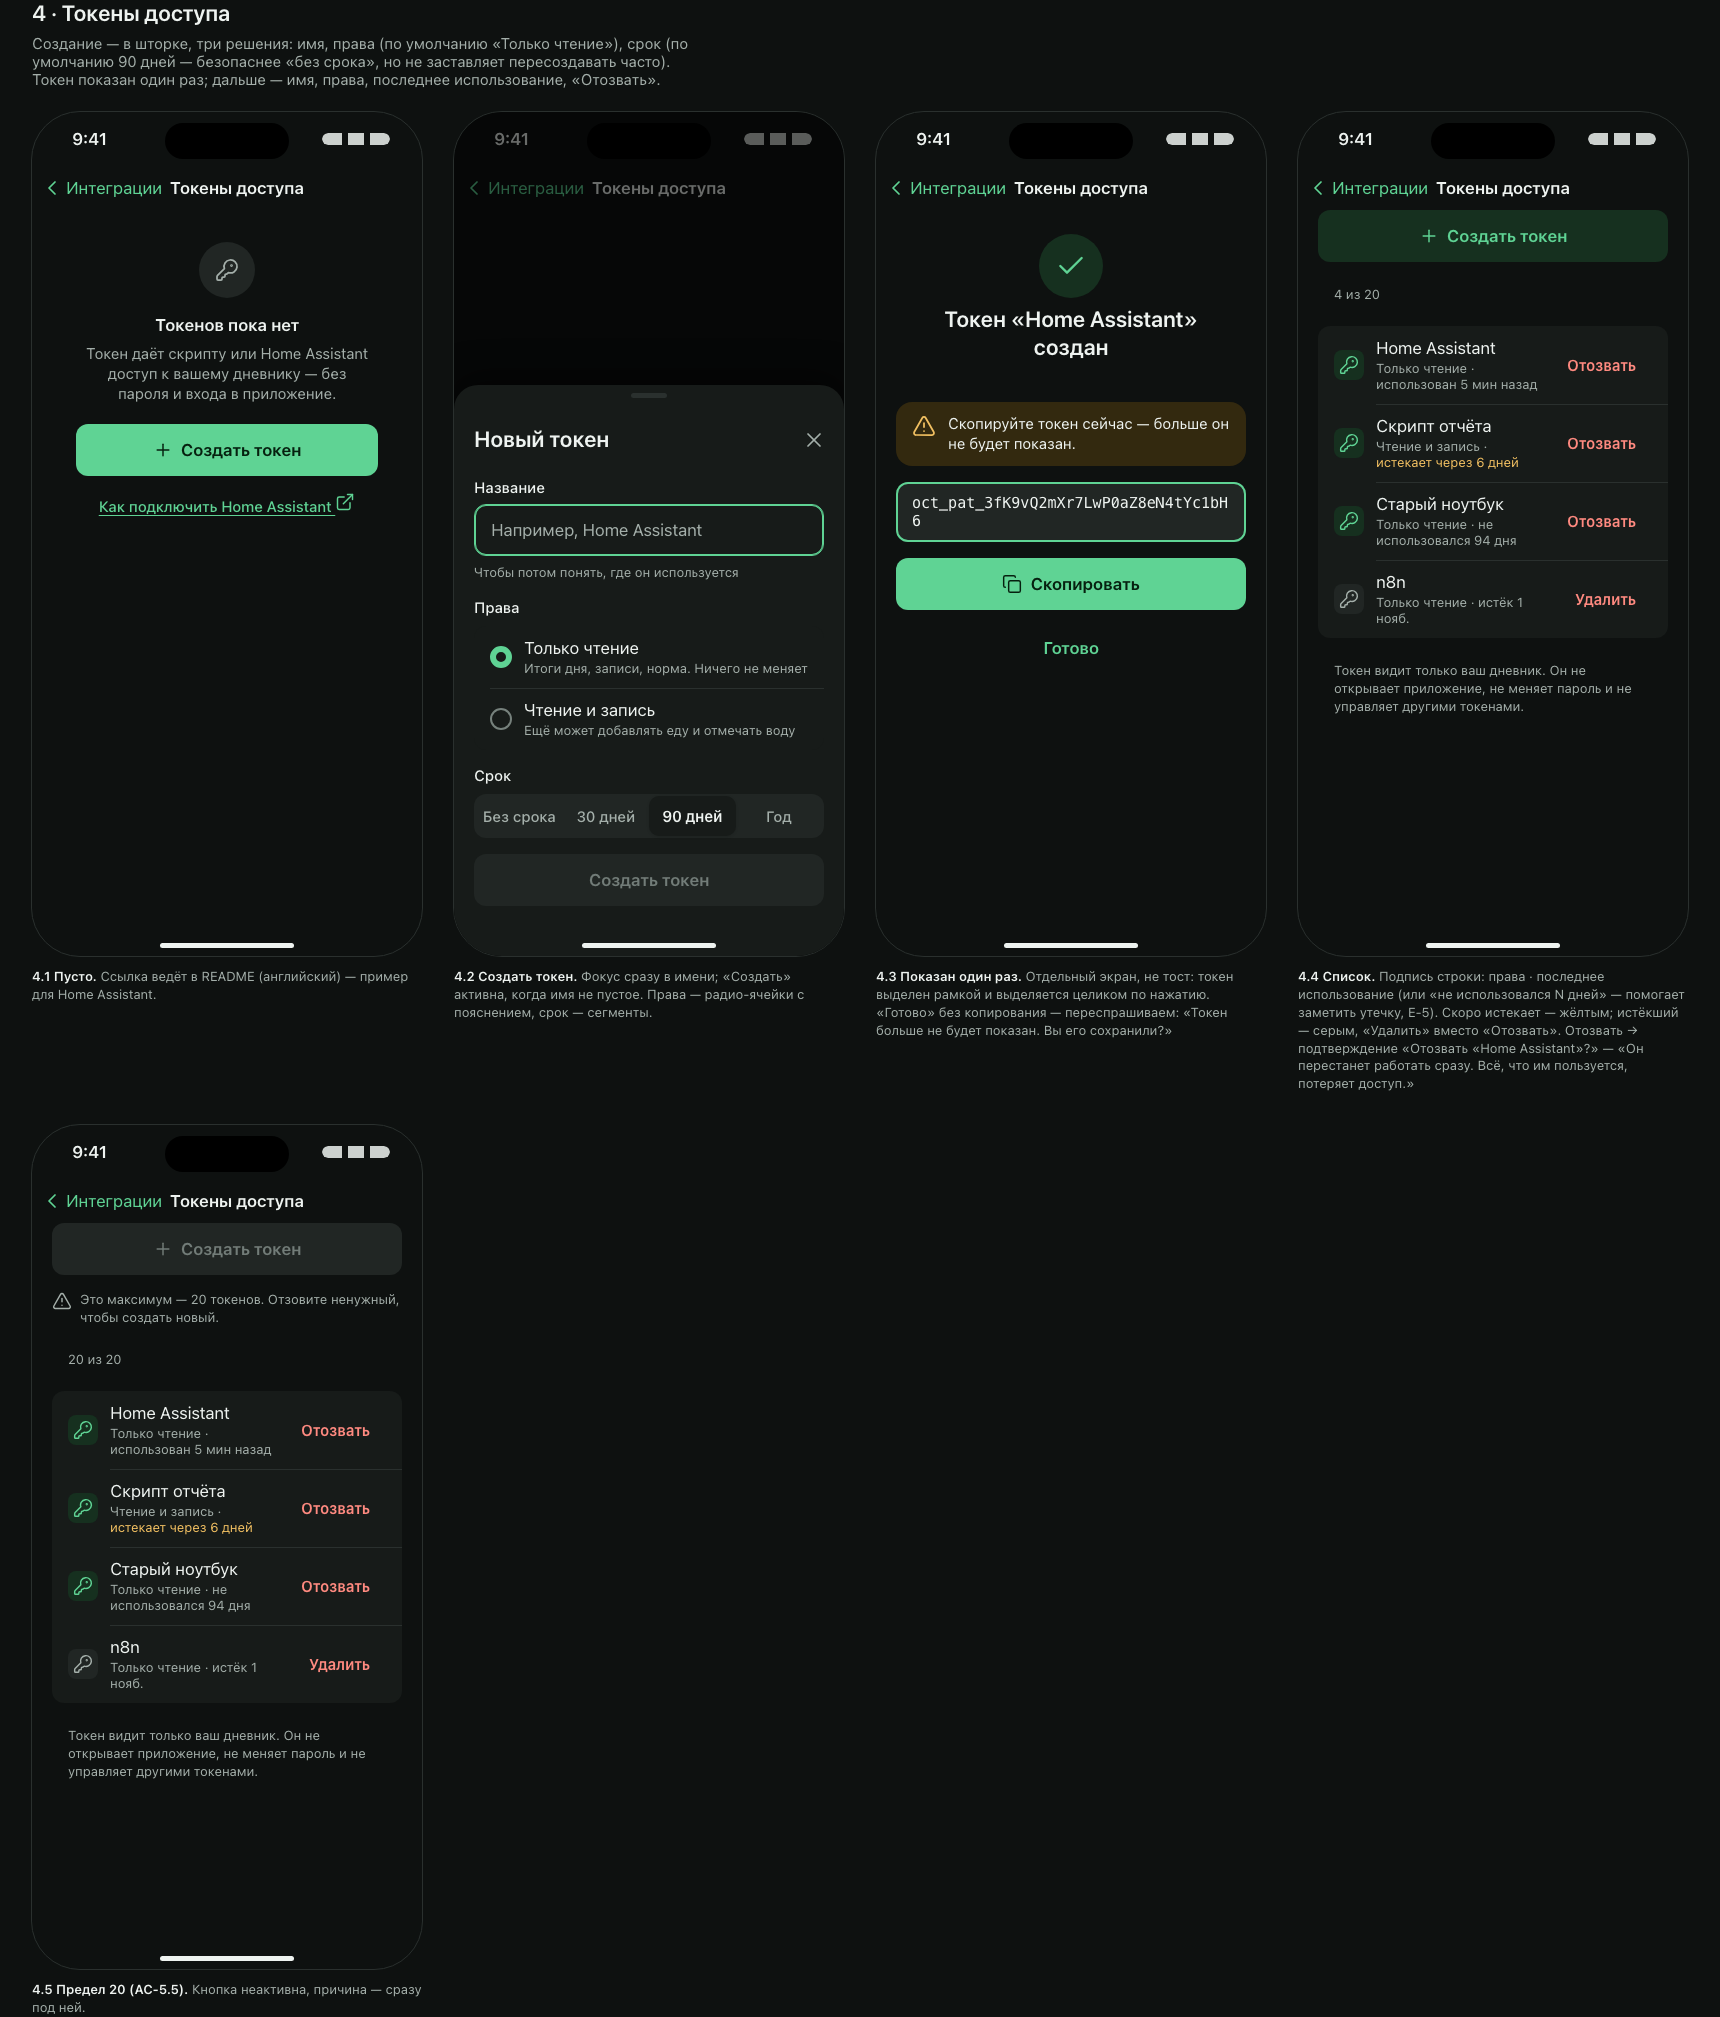 4 · Токены доступа
Создание — в шторке, три решения: имя, права (по умолчанию «Только чтение»), срок (по
умолчанию 90 дней — безопаснее «без срока», но не заставляет пересоздавать часто).
Токен показан один раз; дальше — имя, права, последнее использование, «Отозвать».
9:41
Интеграции Токены доступа
Токенов пока нет
Токен даёт скрипту или Home Assistant
доступ к вашему дневнику — без
пароля и входа в приложение.
Создать токен
Как подключить Home Assistant
4.1 Пусто. Ссылка ведёт в README (английский) — пример
для Home Assistant.
9:41
Интеграции Токены доступа
Новый токен
Название
Например, Home Assistant
Чтобы потом понять, где он используется
Права
Только чтение
Итоги дня, записи, норма. Ничего не меняет
Чтение и запись
Ещё может добавлять еду и отмечать воду
Срок
Без срока 30 дней 90 дней Год
Создать токен
4.2 Создать токен. Фокус сразу в имени; «Создать»
активна, когда имя не пустое. Права — радио-ячейки с
пояснением, срок — сегменты.
9:41
Интеграции Токены доступа
Токен «Home Assistant»
создан
Скопируйте токен сейчас — больше он
не будет показан.
oct_pat_3fK9vQ2mXr7LwP0aZ8eN4tYc1bH
6
Скопировать
Готово
4.3 Показан один раз. Отдельный экран, не тост: токен
выделен рамкой и выделяется целиком по нажатию.
«Готово» без копирования — переспрашиваем: «Токен
больше не будет показан. Вы его сохранили?»
9:41
Интеграции Токены доступа
Создать токен
4 из 20
Home Assistant
Только чтение ·
использован 5 мин назад
Отозвать
Скрипт отчёта
Чтение и запись ·
истекает через 6 дней
Отозвать
Старый ноутбук
Только чтение · не
использовался 94 дня
Отозвать
n8n
Только чтение · истёк 1
нояб.
Удалить
Токен видит только ваш дневник. Он не
открывает приложение, не меняет пароль и не
управляет другими токенами.
4.4 Список. Подпись строки: права · последнее
использование (или «не использовался N дней» — помогает
заметить утечку, E-5). Скоро истекает — жёлтым; истёкший
— серым, «Удалить» вместо «Отозвать». Отозвать →
подтверждение «Отозвать «Home Assistant»?» — «Он
перестанет работать сразу. Всё, что им пользуется,
потеряет доступ.»
9:41
Интеграции Токены доступа
Создать токен
Это максимум — 20 токенов. Отзовите ненужный,
чтобы создать новый.
20 из 20
Home Assistant
Только чтение ·
использован 5 мин назад
Отозвать
Скрипт отчёта
Чтение и запись ·
истекает через 6 дней
Отозвать
Старый ноутбук
Только чтение · не
использовался 94 дня
Отозвать
n8n
Только чтение · истёк 1
нояб.
Удалить
Токен видит только ваш дневник. Он не
открывает приложение, не меняет пароль и не
управляет другими токенами.
4.5 Предел 20 (AC-5.5). Кнопка неактивна, причина — сразу
под ней.